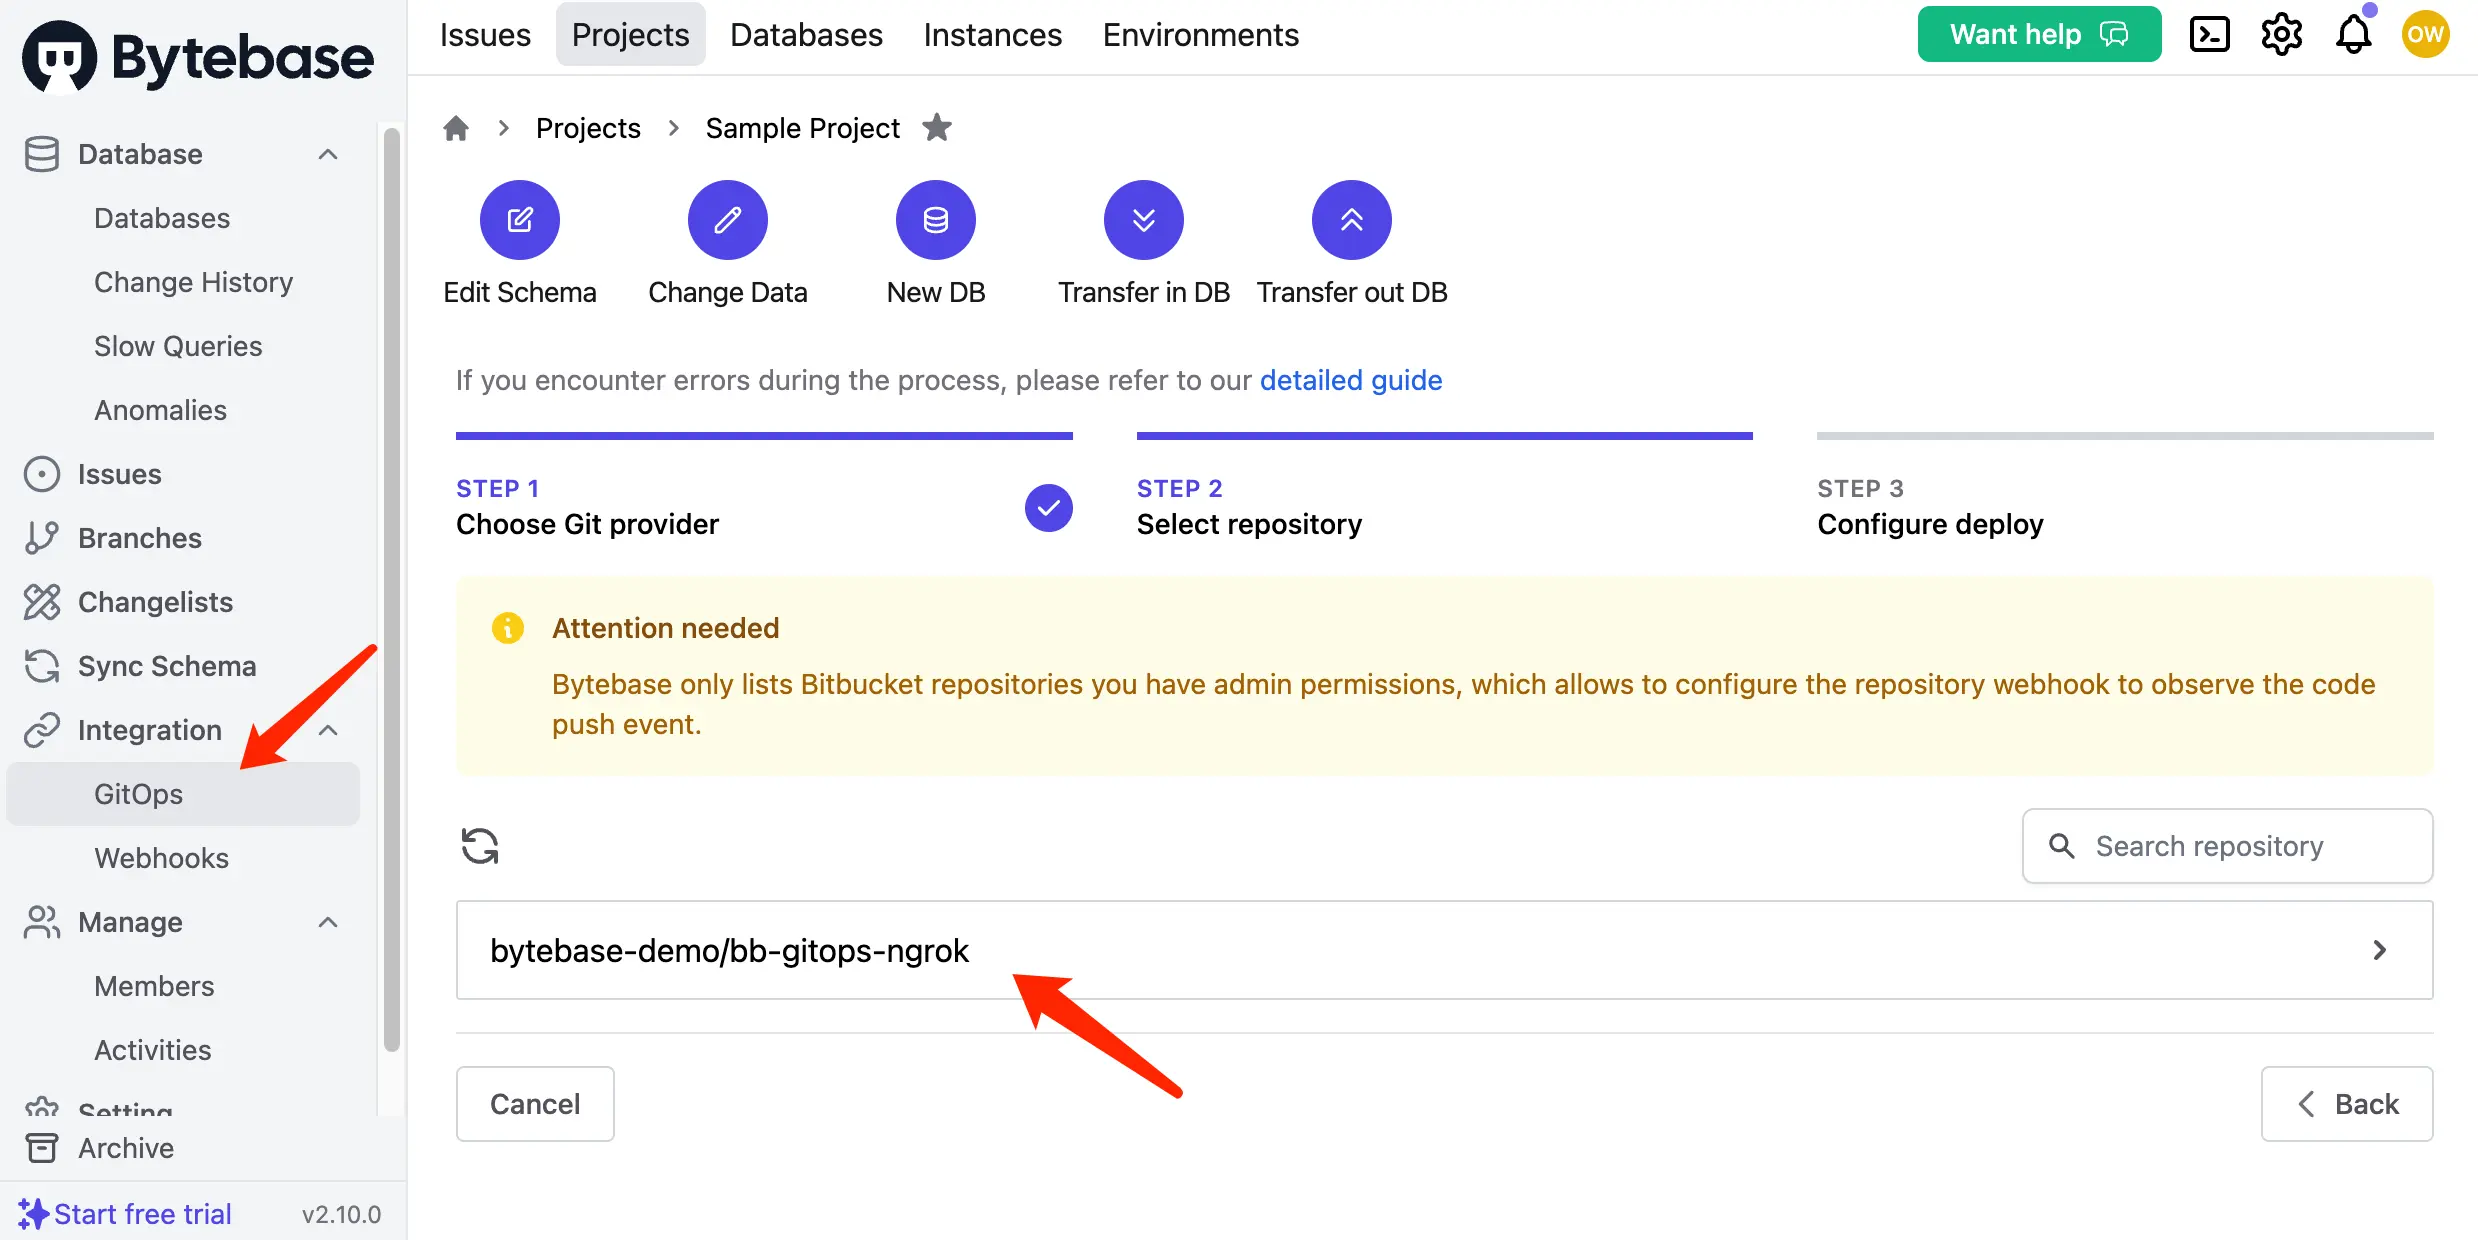 Bytebase
Issues
Projects
Databases
Instances
Environments
Want help
OW
Database
Databases
Change History
Slow Queries
Anomalies
Issues
Branches
Changelists
Sync Schema
Integration
GitOps
Webhooks
Manage
Members
Activities
Setting
Archive
Start free trial
v2.10.0
Projects
Sample Project
Edit Schema
Change Data
New DB
Transfer in DB
Transfer out DB
If you encounter errors during the process, please refer to our detailed guide
STEP 1
Choose Git provider
STEP 2
Select repository
STEP 3
Configure deploy
Attention needed
Bytebase only lists Bitbucket repositories you have admin permissions, which allows to configure the repository webhook to observe the code
push event.
Search repository
bytebase-demo/bb-gitops-ngrok
Cancel
Back